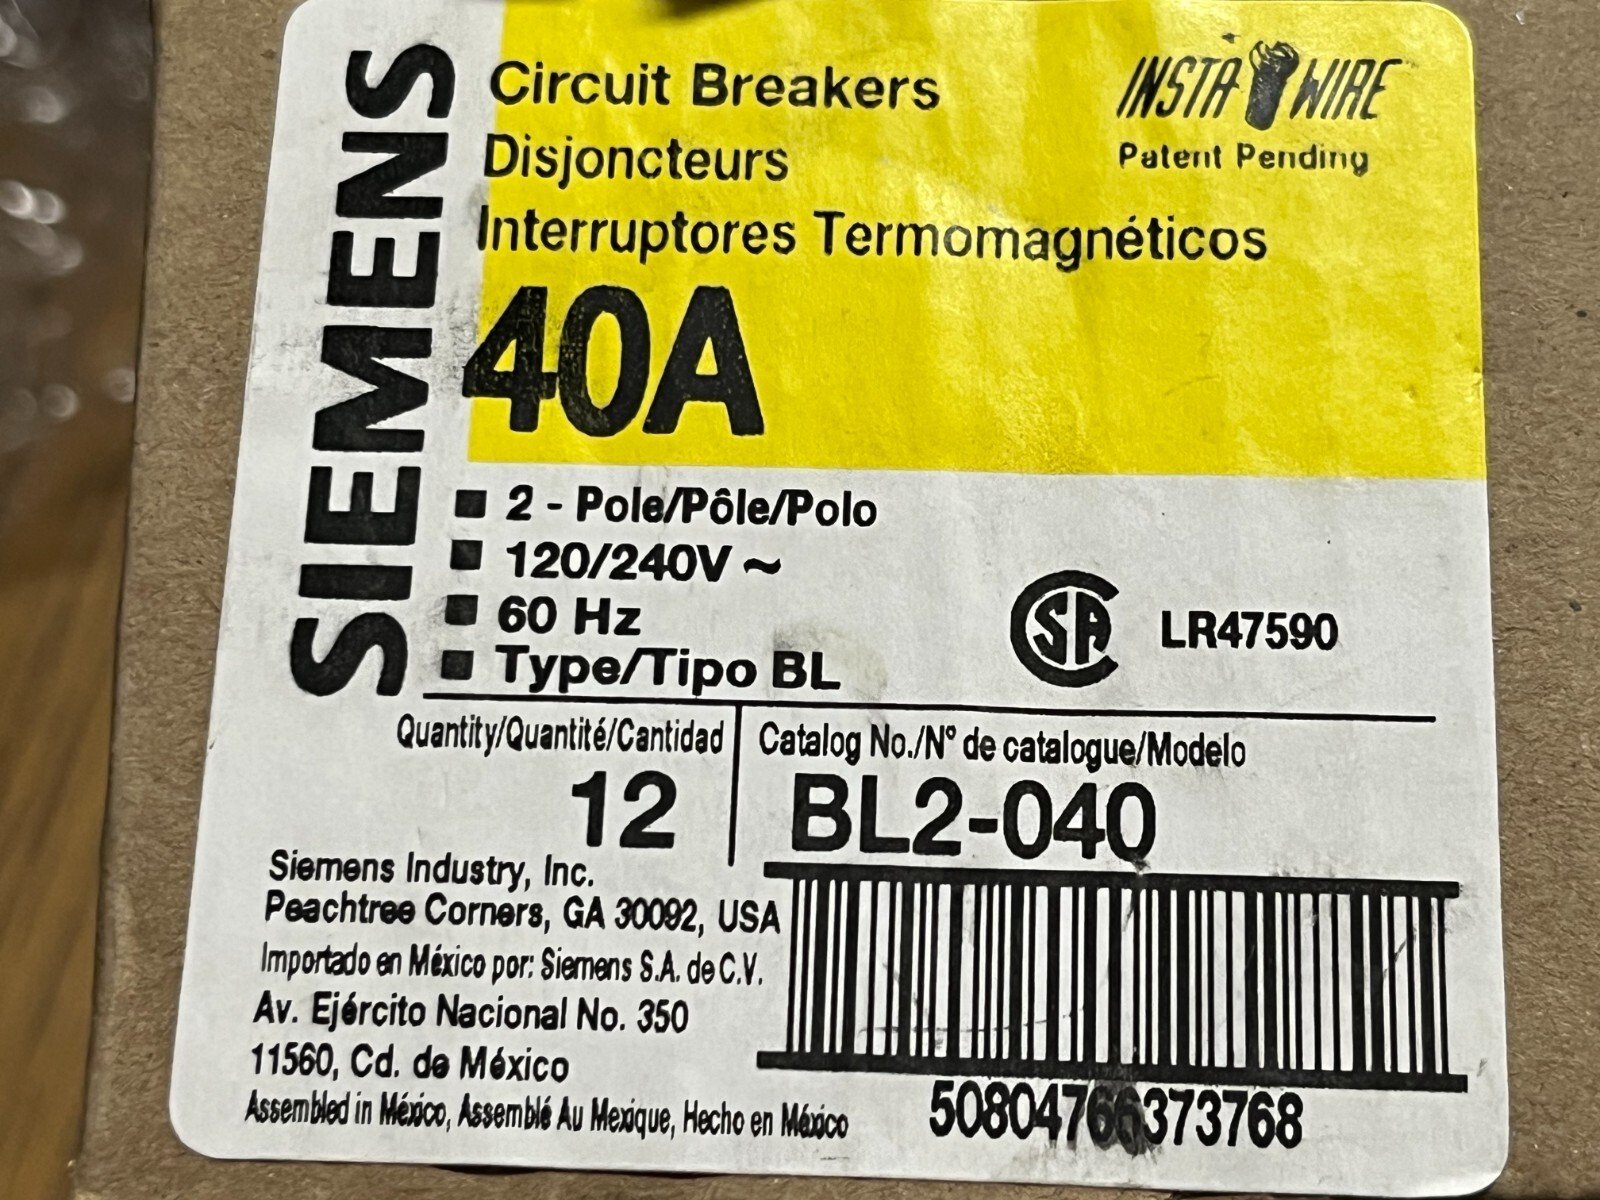 SIEMENS
Circuit Breakers
Disjoncteurs
Interruptores Termomagnéticos
INSTA WIRE
Patent Pending
40A
2 - Pole/Pôle/Polo
120/240V ~
60 Hz
Type/Tipo BL
CSA LR47590
Quantity/Quantité/Cantidad
12
Catalog No./N° de catalogue/Modelo
BL2-040
Siemens Industry, Inc.
Peachtree Corners, GA 30092, USA
Importado en México por: Siemens S.A. de C.V.
Av. Ejército Nacional No. 350
11560, Cd. de México
Assembled in México, Assemblé Au Mexique, Hecho en México
50804766373768